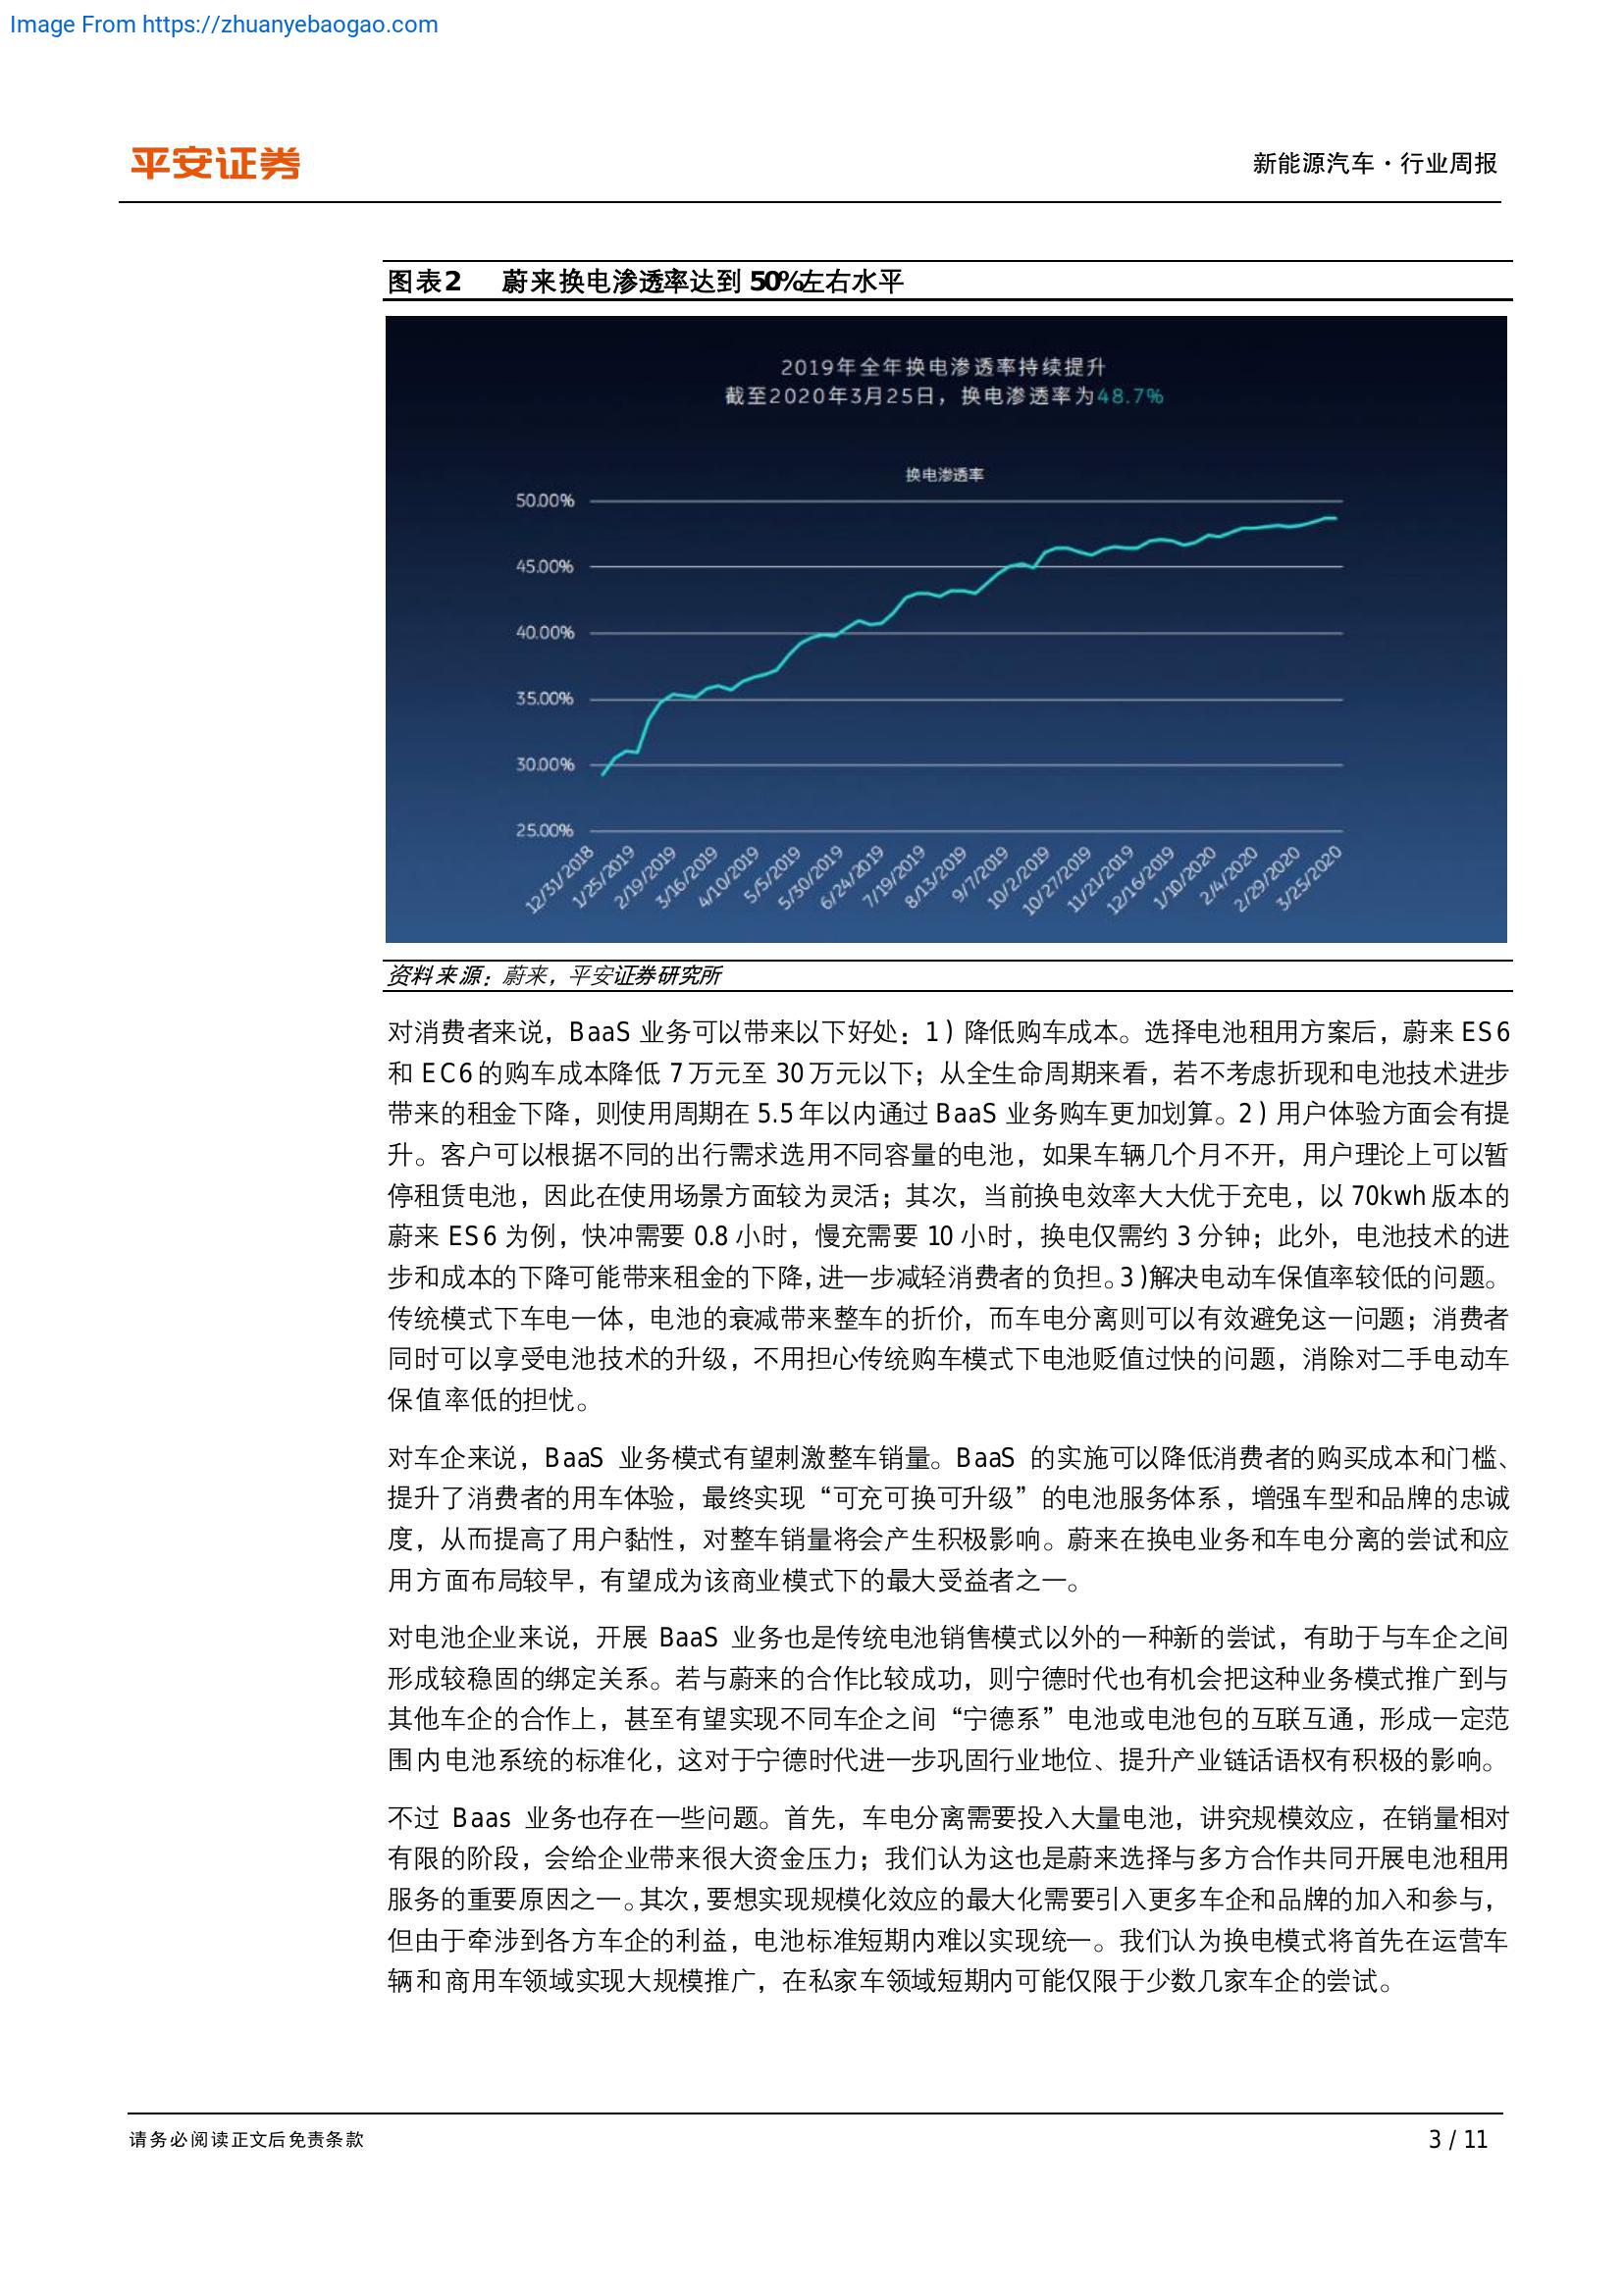 Image From https://zhuanyebaogao.com
平安证券
新能源汽车·行业周报
图表2 蔚来换电渗透率达到 50%左右水平
2019年全年换电渗透率持续提升
截至2020年3月25日，换电渗透率为48.7%
换电渗透率
50.00%
45.00%
40.00%
35.00%
30.00%
25.00%
12/31/2018
1/25/2019
2/19/2019
3/16/2019
4/10/2019
5/5/2019
5/30/2019
6/24/2019
7/19/2019
8/13/2019
9/7/2019
10/2/2019
10/27/2019
11/21/2019
12/16/2019
1/10/2020
2/4/2020
2/29/2020
3/25/2020
资料来源：蔚来，平安证券研究所
对消费者来说，BaaS 业务可以带来以下好处：1）降低购车成本。选择电池租用方案后，蔚来 ES6
和 EC6 的购车成本降低 7 万元至 30 万元以下；从全生命周期来看，若不考虑折现和电池技术进步
带来的租金下降，则使用周期在 5.5 年以内通过 BaaS 业务购车更加划算。2）用户体验方面会有提
升。客户可以根据不同的出行需求选用不同容量的电池，如果车辆几个月不开，用户理论上可以暂
停租赁电池，因此在使用场景方面较为灵活；其次，当前换电效率大大优于充电，以 70kwh 版本的
蔚来 ES6 为例，快冲需要 0.8 小时，慢充需要 10 小时，换电仅需约 3 分钟；此外，电池技术的进
步和成本的下降可能带来租金的下降，进一步减轻消费者的负担。3）解决电动车保值率较低的问题。
传统模式下车电一体，电池的衰减带来整车的折价，而车电分离则可以有效避免这一问题；消费者
同时可以享受电池技术的升级，不用担心传统购车模式下电池贬值过快的问题，消除对二手电动车
保值率低的担忧。
对车企来说，BaaS 业务模式有望刺激整车销量。BaaS 的实施可以降低消费者的购买成本和门槛、
提升了消费者的用车体验，最终实现“可充可换可升级”的电池服务体系，增强车型和品牌的忠诚
度，从而提高了用户黏性，对整车销量将会产生积极影响。蔚来在换电业务和车电分离的尝试和应
用方面布局较早，有望成为该商业模式下的最大受益者之一。
对电池企业来说，开展 BaaS 业务也是传统电池销售模式以外的一种新的尝试，有助于与车企之间
形成较稳固的绑定关系。若与蔚来的合作比较成功，则宁德时代也有机会把这种业务模式推广到与
其他车企的合作上，甚至有望实现不同车企之间“宁德系”电池或电池包的互联互通，形成一定范
围内电池系统的标准化，这对于宁德时代进一步巩固行业地位、提升产业链话语权有积极的影响。
不过 Baas 业务也存在一些问题。首先，车电分离需要投入大量电池，讲究规模效应，在销量相对
有限的阶段，会给企业带来很大资金压力；我们认为这也是蔚来选择与多方合作共同开展电池租用
服务的重要原因之一。其次，要想实现规模化效应的最大化需要引入更多车企和品牌的加入和参与，
但由于牵涉到各方车企的利益，电池标准短期内难以实现统一。我们认为换电模式将首先在运营车
辆和商用车领域实现大规模推广，在私家车领域短期内可能仅限于少数几家车企的尝试。
请务必阅读正文后免责条款
3 / 11